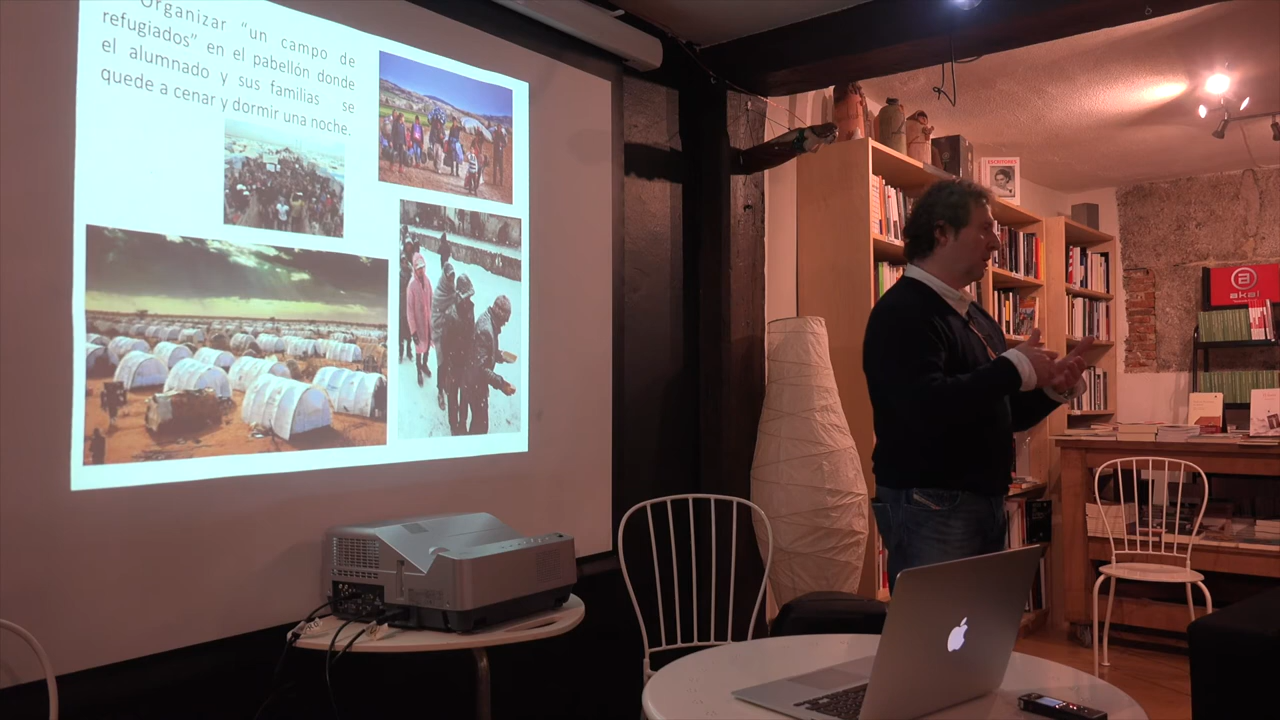 Organizar “un campo de
refugiados” en el pabellón donde
el alumnado y sus familias se
quede a cenar y dormir una noche.
ESCRITORES
a
akal